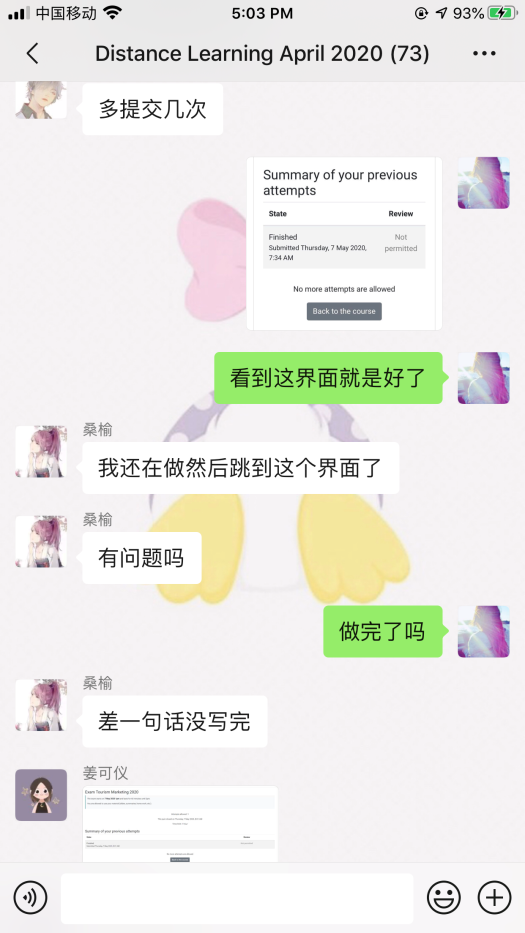 中国移动
5:03 PM
93%
Distance Learning April 2020 (73)
多提交几次
Summary of your previous
attempts
State Review
Finished Not
Submitted Thursday, 7 May 2020, permitted
7:34 AM
No more attempts are allowed
Back to the course
看到这界面就是好了
桑榆
我还在做然后跳到这个界面了
桑榆
有问题吗
做完了吗
桑榆
差一句话没写完
姜可仪
Exam Tourism Marketing 2020
Summary of your previous attempts